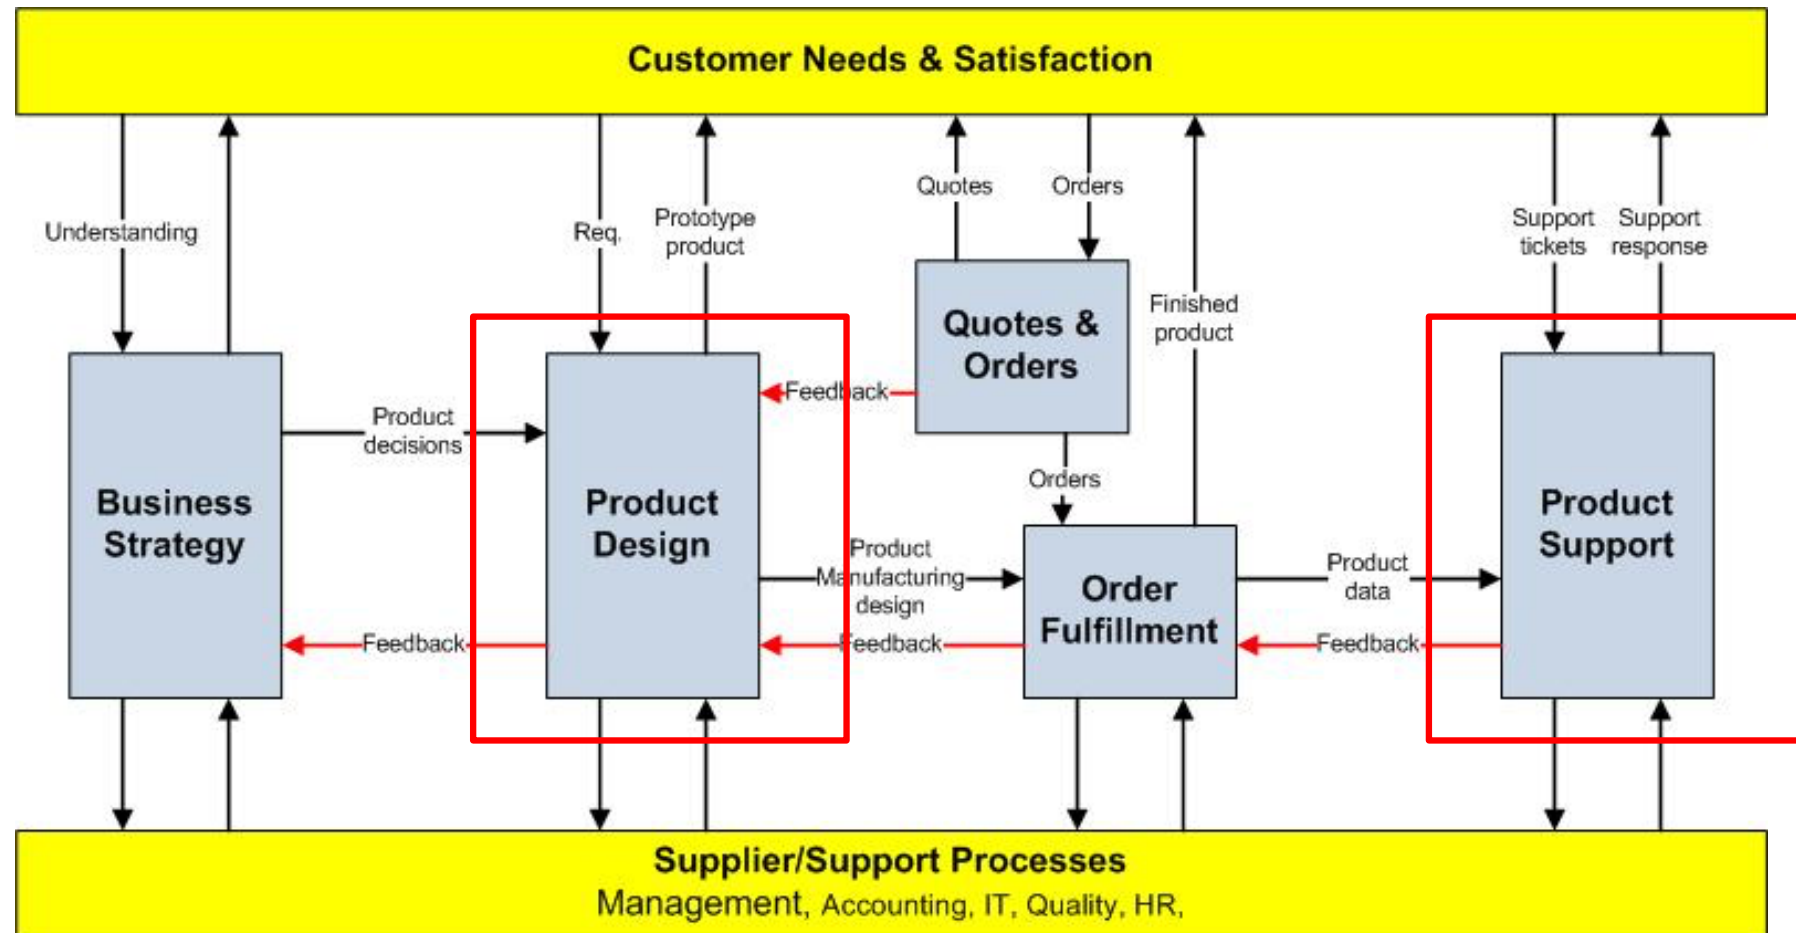 Customer Needs & Satisfaction
Quotes
Orders
Understanding
Req.
Prototype
product
Support
tickets
Support
response
Finished
product
Quotes &
Orders
Feedback
Product
decisions
Orders
Business
Strategy
Product
Design
Product
Support
Product
Manufacturing
design
Order
Fulfillment
Product
data
Feedback
Feedback
Feedback
Supplier/Support Processes
Management, Accounting, IT, Quality, HR,